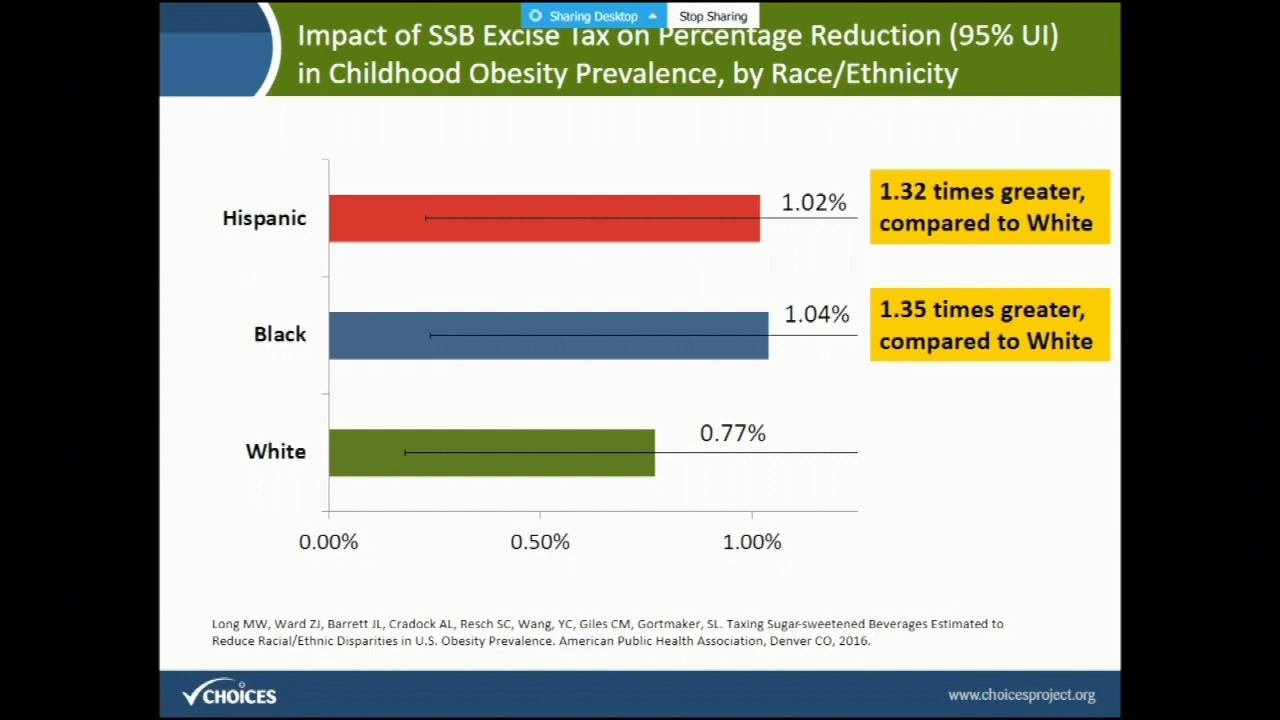 Sharing Desktop Stop Sharing
Impact of SSB Excise Tax on Percentage Reduction (95% UI)
in Childhood Obesity Prevalence, by Race/Ethnicity
Hispanic
1.02%
1.32 times greater,
compared to White
Black
1.04%
1.35 times greater,
compared to White
White
0.77%
0.00% 0.50% 1.00%
Long MW, Ward ZJ, Barrett JL, Cradock AL, Resch SC, Wang, YC, Giles CM, Gortmaker, SL. Taxing Sugar-sweetened Beverages Estimated to
Reduce Racial/Ethnic Disparities in U.S. Obesity Prevalence. American Public Health Association, Denver CO, 2016.
CHOICES
www.choicesproject.org